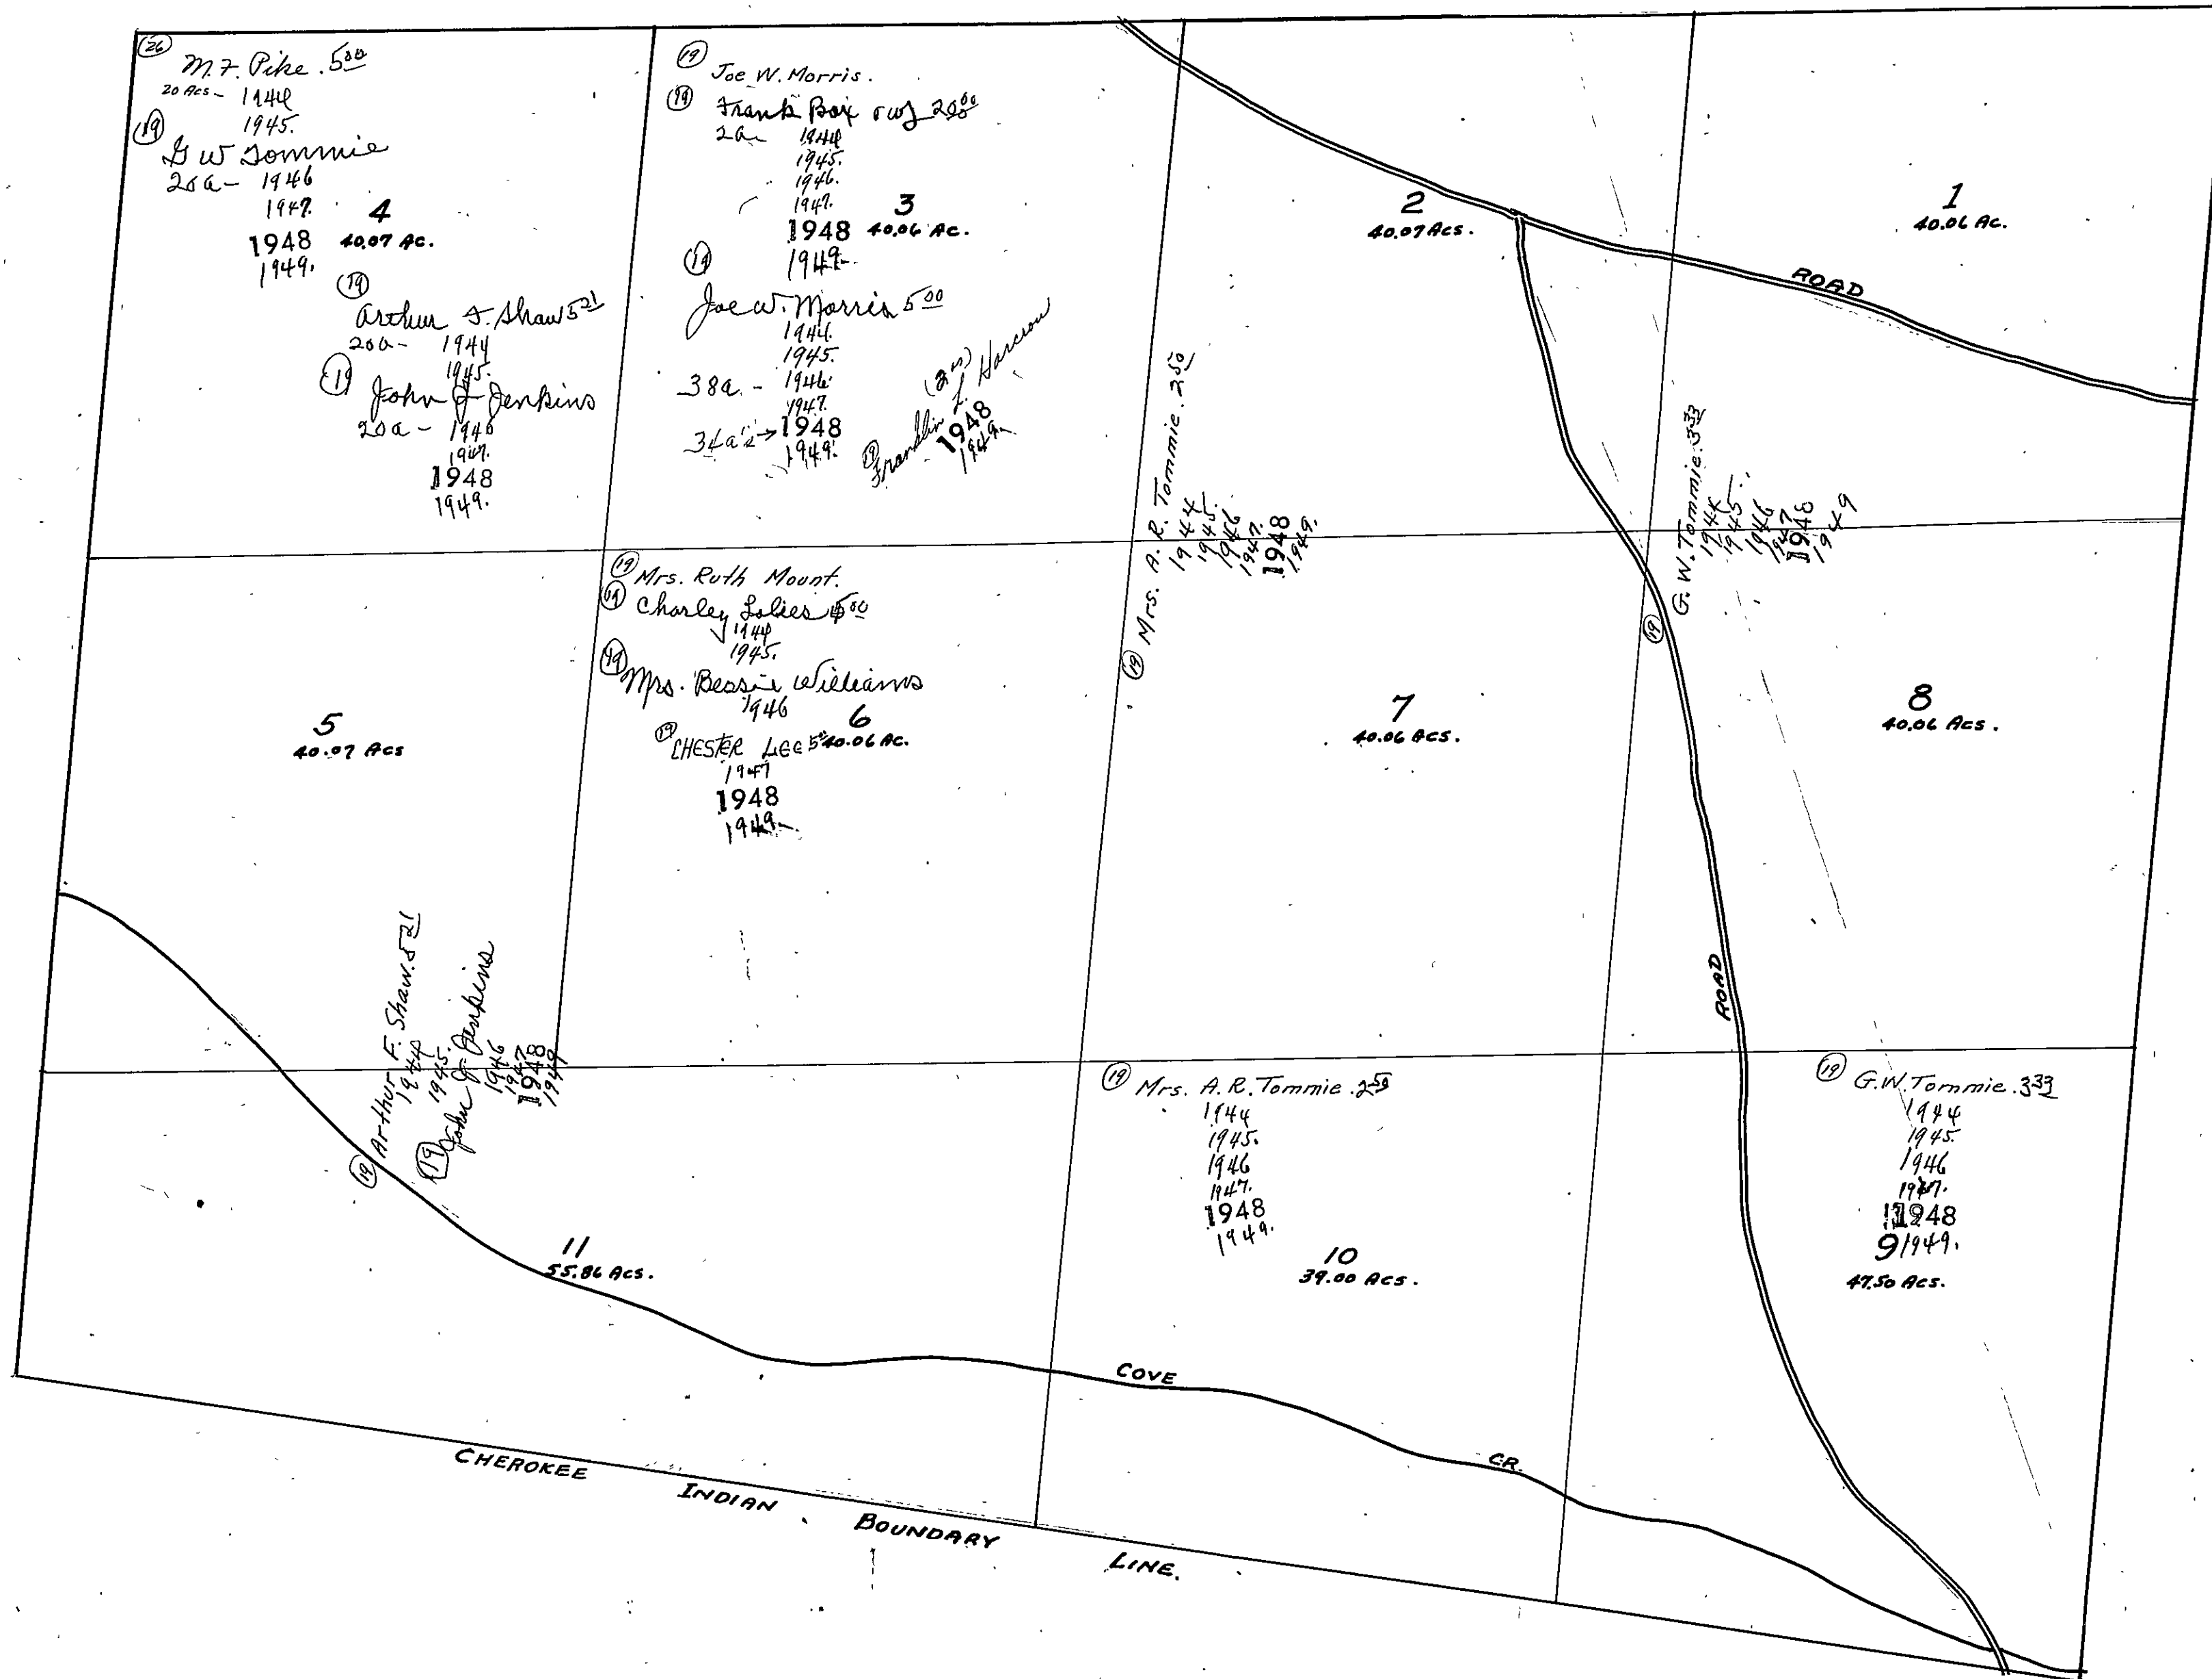 (26)
M. F. Pike . 5 00
20 Acs - 1944
1945.
(19)
G W Tommie
20a - 1946
1947.
4
1948 40.07 AC.
1949.
(19)
Arthur F. Shaw 5 21
20a - 1944
1945.
(19) John J Jenkins
20a - 1946
1947.
1948
1949.
(19) Joe W. Morris.
(19) Frank Box
2a - 1944
1945.
1946.
1947.
3
1948 40.06 AC.
1949.
(19)
Joe W. Morris 5 00
1944.
1945.
38a - 1946
1947.
1948
1949.
(19) Franklin L.
1948
1949.
2
40.07 Acs.
1
40.06 AC.
ROAD
(19) Mrs. A. R. Tommie . 2 50
1944
1945.
1946
1947.
1948
1949.
(19) G. W. Tommie . 3 33
1944
1945.
1946
1947
1948
1949
5
40.07 Acs
(19) Mrs. Ruth Mount.
(19) Charley 5 00
1944
1945.
(19) Mrs. Bessie Williams
1946
6
(19) CHESTER LEE 5 00 40.06 AC.
1947
1948
1949.
7
40.06 Acs.
8
40.06 Acs.
ROAD
(19) Arthur F. Shaw. 5 21
1944
1945.
(19) John J Jenkins
1946
1947
1948
1949
11
55.86 Acs.
(19) Mrs. A. R. Tommie . 2 50
1944
1945.
1946
1947.
1948
1949.
10
39.00 Acs.
(19) G. W. Tommie . 3 33
1944
1945.
1946
1947.
1948
9 1949.
47.50 Acs.
COVE
CR.
CHEROKEE INDIAN BOUNDARY LINE.